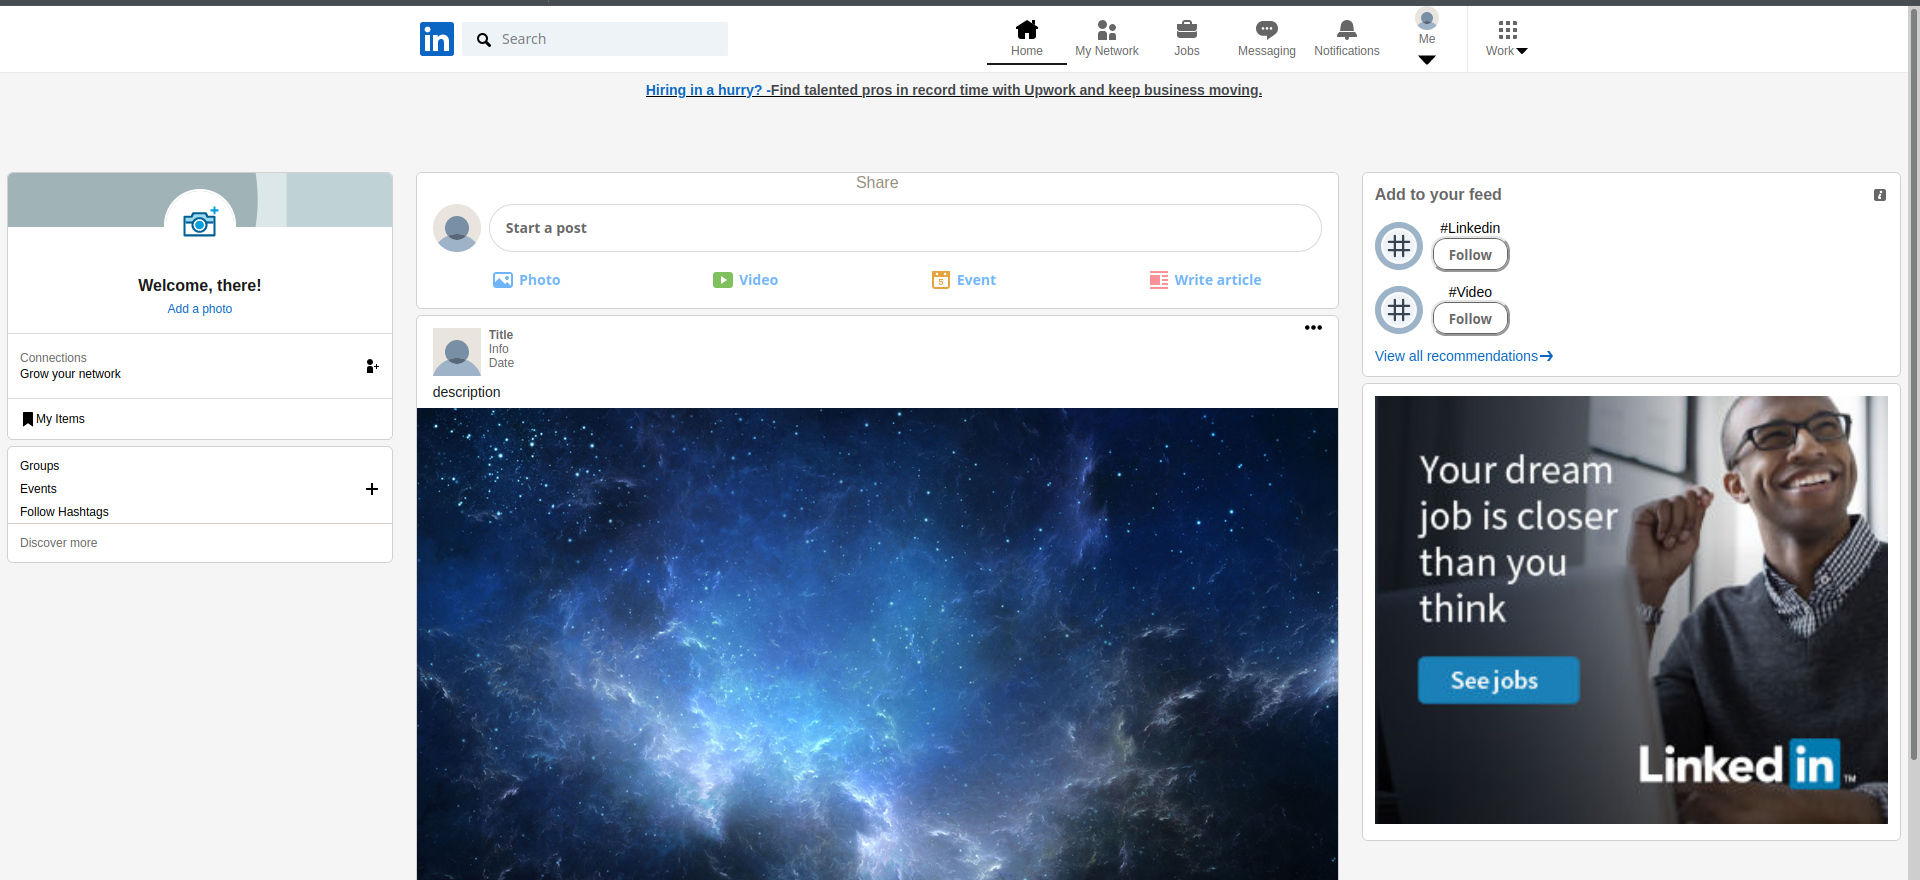 in
Search
Home
My Network
Jobs
Messaging
Notifications
Me
Work
Hiring in a hurry? -Find talented pros in record time with Upwork and keep business moving.
Welcome, there!
Add a photo
Connections
Grow your network
My Items
Groups
Events
Follow Hashtags
Discover more
Share
Start a post
Photo
Video
5
Event
Write article
Title
Info
Date
description
Add to your feed
#Linkedin
Follow
#Video
Follow
View all recommendations
Your dream
job is closer
than you
think
See jobs
Linked in ™